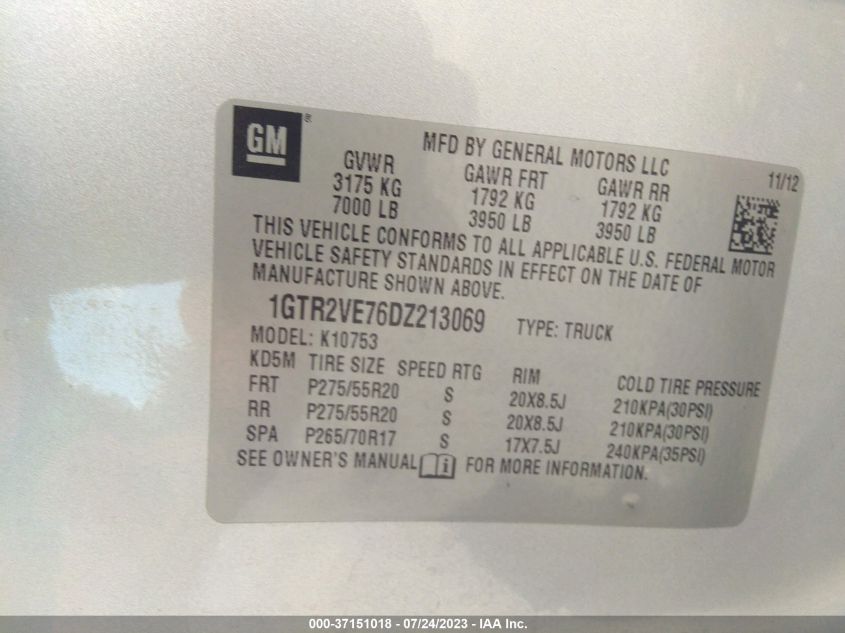 GM ®
MFD BY GENERAL MOTORS LLC
11/12
GVWR GAWR FRT GAWR RR
3175 KG 1792 KG 1792 KG
7000 LB 3950 LB 3950 LB
THIS VEHICLE CONFORMS TO ALL APPLICABLE U.S. FEDERAL MOTOR
VEHICLE SAFETY STANDARDS IN EFFECT ON THE DATE OF
MANUFACTURE SHOWN ABOVE.
1GTR2VE76DZ213069 TYPE: TRUCK
MODEL: K10753
KD5M TIRE SIZE SPEED RTG RIM COLD TIRE PRESSURE
FRT P275/55R20 S 20X8.5J 210KPA(30PSI)
RR P275/55R20 S 20X8.5J 210KPA(30PSI)
SPA P265/70R17 S 17X7.5J 240KPA(35PSI)
SEE OWNER'S MANUAL i FOR MORE INFORMATION.
000-37151018 - 07/24/2023 - IAA Inc.